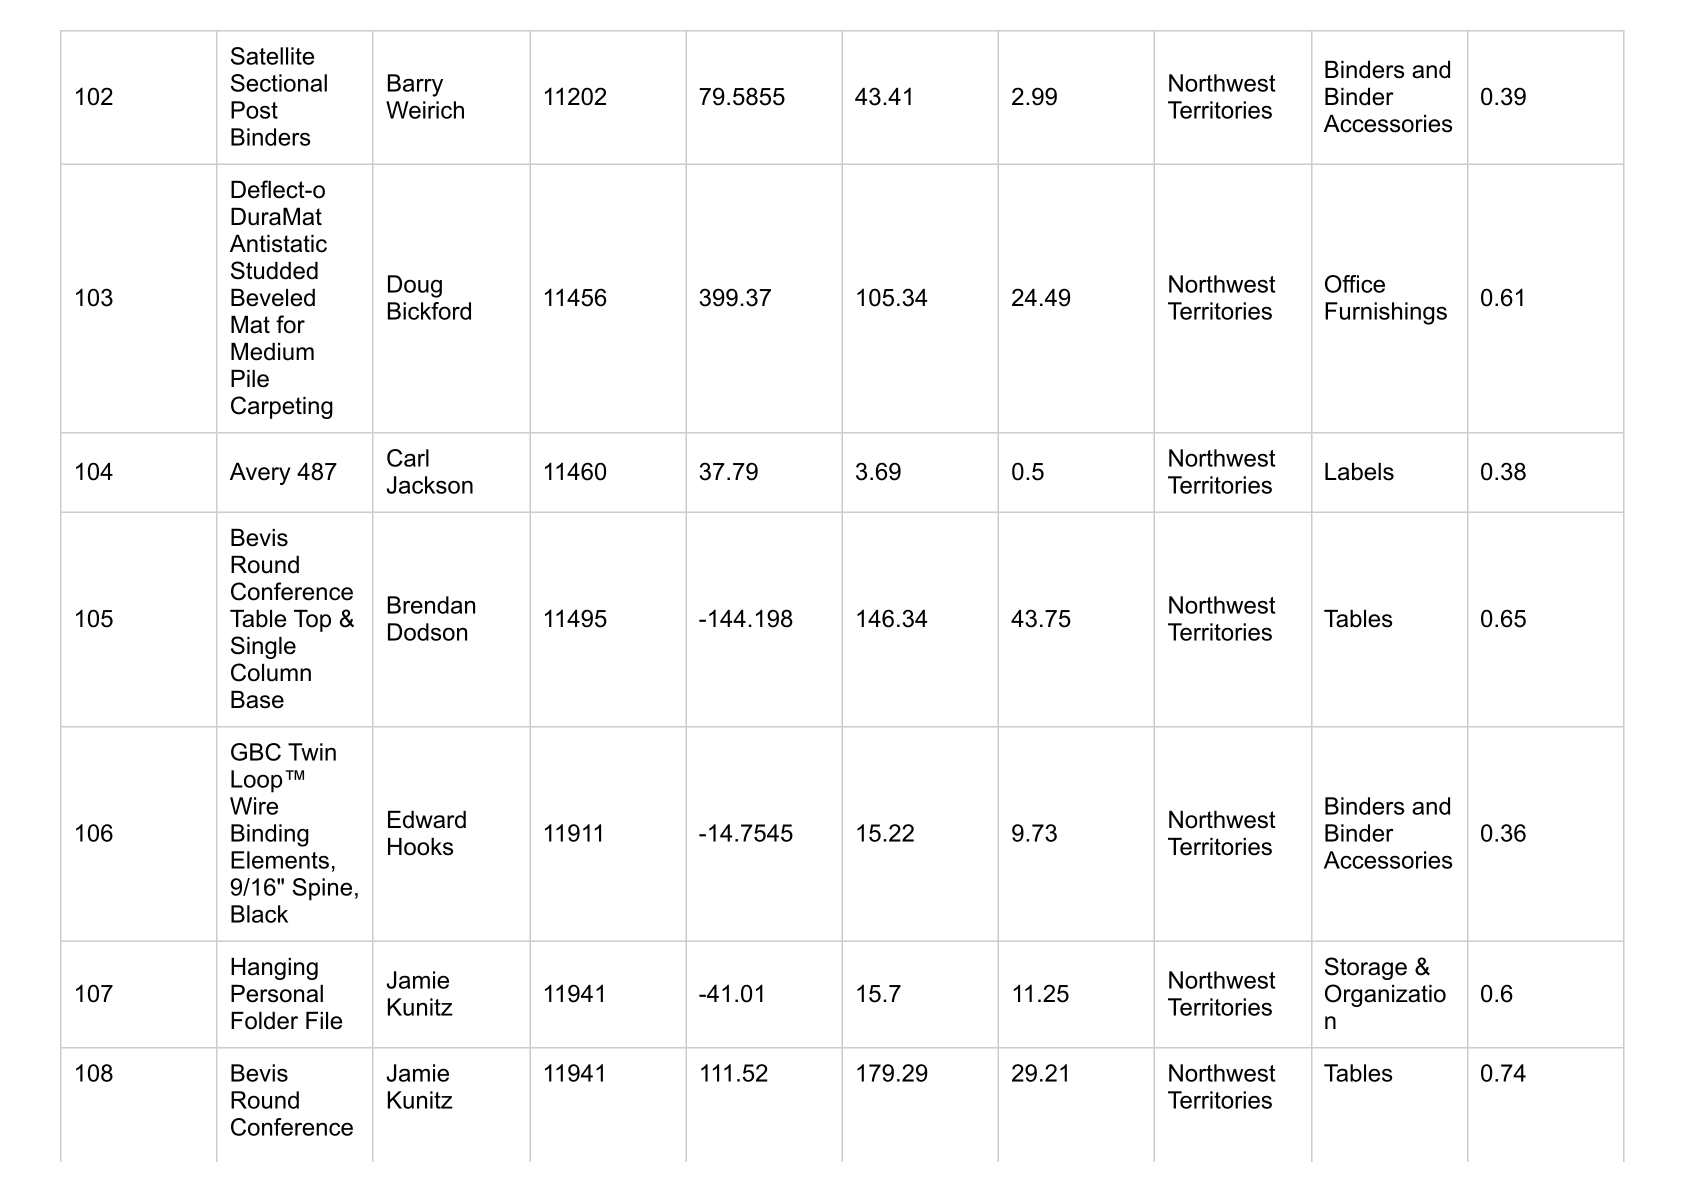 102
Satellite
Sectional
Post
Binders
Barry
Weirich
11202
79.5855
43.41
2.99
Northwest
Territories
Binders and
Binder
Accessories
0.39
103
Deflect-o
DuraMat
Antistatic
Studded
Beveled
Mat for
Medium
Pile
Carpeting
Doug
Bickford
11456
399.37
105.34
24.49
Northwest
Territories
Office
Furnishings
0.61
104
Avery 487
Carl
Jackson
11460
37.79
3.69
0.5
Northwest
Territories
Labels
0.38
105
Bevis
Round
Conference
Table Top &
Single
Column
Base
Brendan
Dodson
11495
-144.198
146.34
43.75
Northwest
Territories
Tables
0.65
106
GBC Twin
Loop™
Wire
Binding
Elements,
9/16" Spine,
Black
Edward
Hooks
11911
-14.7545
15.22
9.73
Northwest
Territories
Binders and
Binder
Accessories
0.36
107
Hanging
Personal
Folder File
Jamie
Kunitz
11941
-41.01
15.7
11.25
Northwest
Territories
Storage &
Organizatio
n
0.6
108
Bevis
Round
Conference
Jamie
Kunitz
11941
111.52
179.29
29.21
Northwest
Territories
Tables
0.74